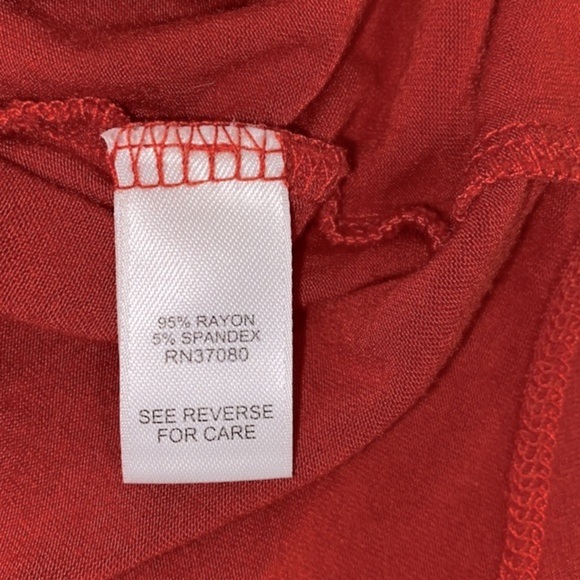 95% RAYON
5% SPANDEX
RN37080
SEE REVERSE
FOR CARE